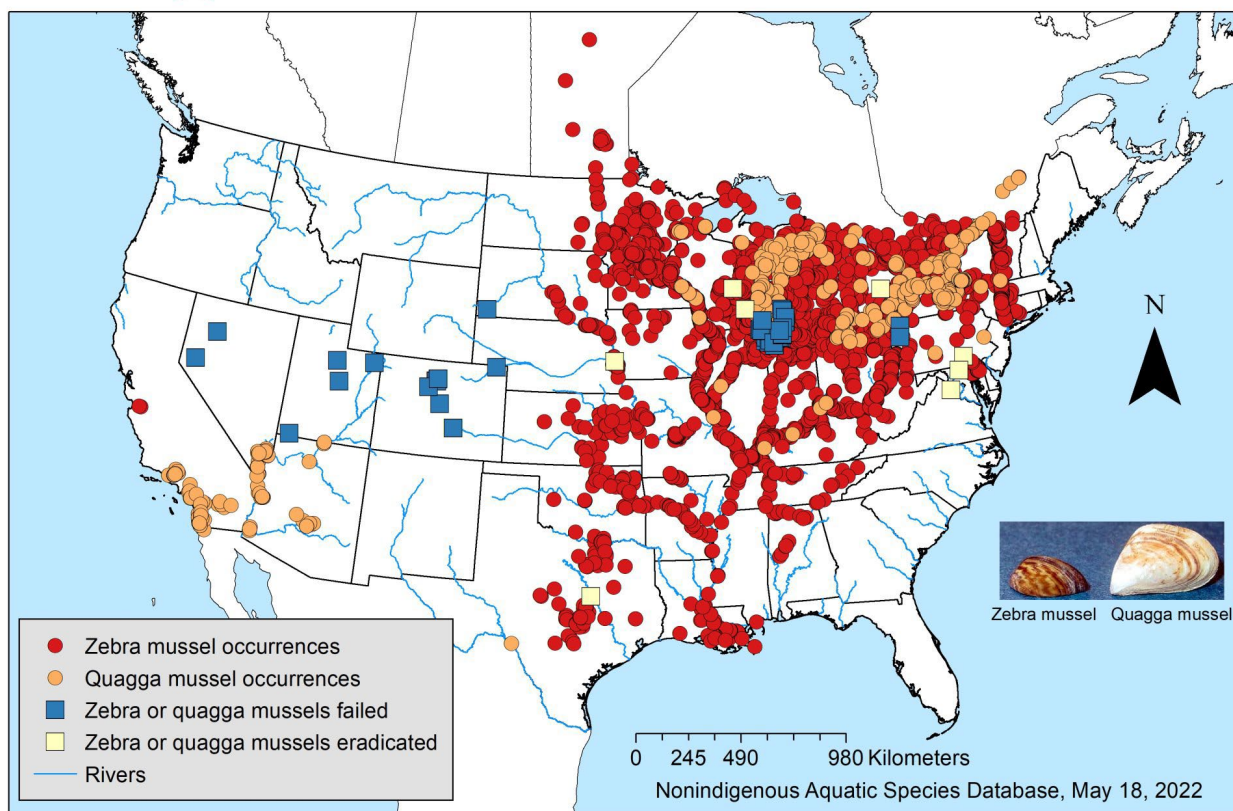 N
Zebra mussel Quagga mussel
Zebra mussel occurrences
Quagga mussel occurrences
Zebra or quagga mussels failed
Zebra or quagga mussels eradicated
Rivers
0 245 490 980 Kilometers
Nonindigenous Aquatic Species Database, May 18, 2022